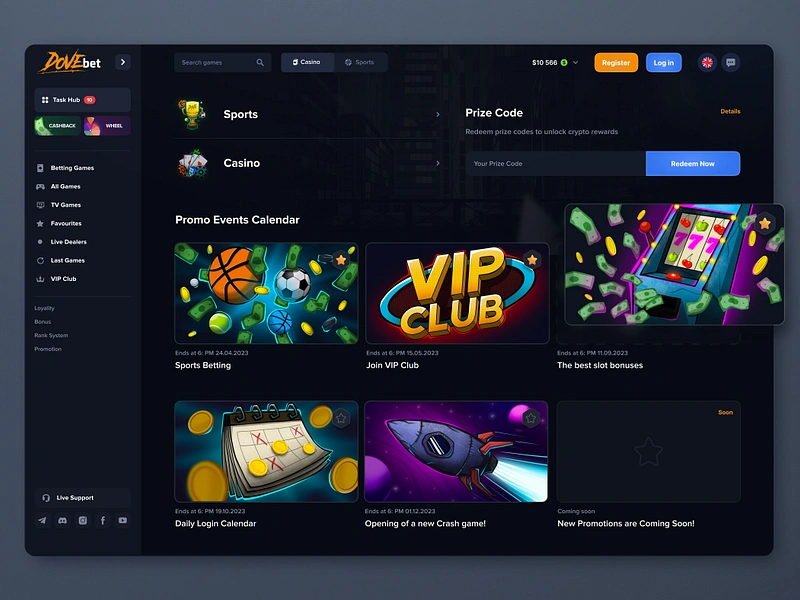 DOVEbet
Search games
Casino
Sports
$10 566
$
Register
Log in
Task Hub
10
CASHBACK
WHEEL
Betting Games
All Games
TV Games
Favourites
Live Dealers
Last Games
VIP Club
Loyality
Bonus
Rank System
Promotion
Live Support
Sports
Casino
Prize Code
Details
Redeem prize codes to unlock crypto rewards
Your Prize Code
Redeem Now
Promo Events Calendar
Ends at 6: PM 24.04.2023
Sports Betting
VIP
CLUB
Ends at 6: PM 15.05.2023
Join VIP Club
777
Ends at 6: PM 11.09.2023
The best slot bonuses
Ends at 6: PM 19.10.2023
Daily Login Calendar
Ends at 6: PM 01.12.2023
Opening of a new Crash game!
Soon
Coming soon
New Promotions are Coming Soon!